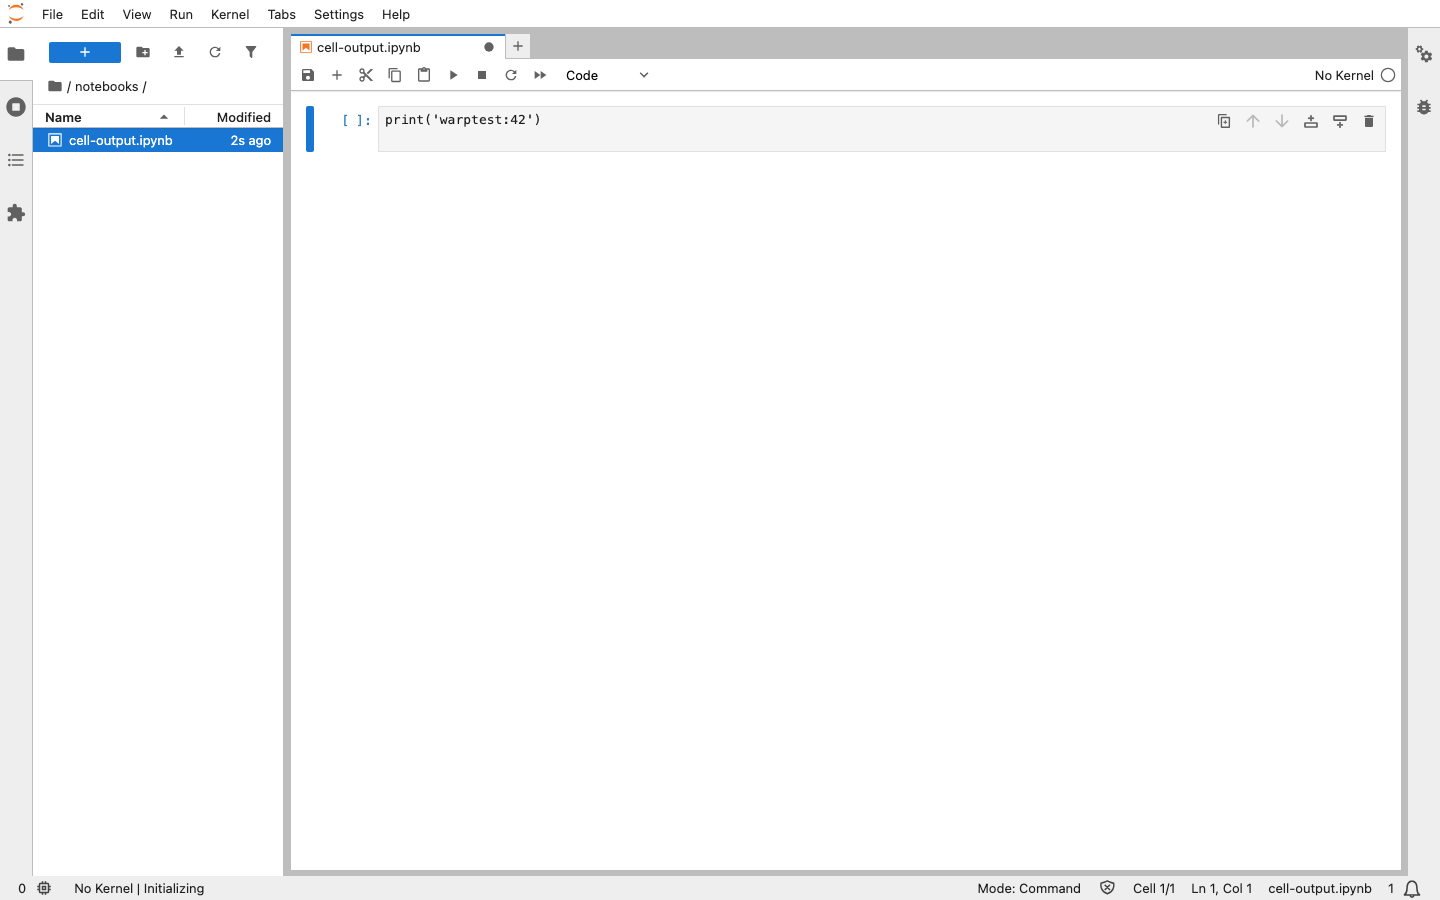 File Edit View Run Kernel Tabs Settings Help
/ notebooks /
Name Modified
cell-output.ipynb 2s ago
cell-output.ipynb
Code No Kernel
[ ]: print('warptest:42')
0 No Kernel | Initializing Mode: Command Cell 1/1 Ln 1, Col 1 cell-output.ipynb 1